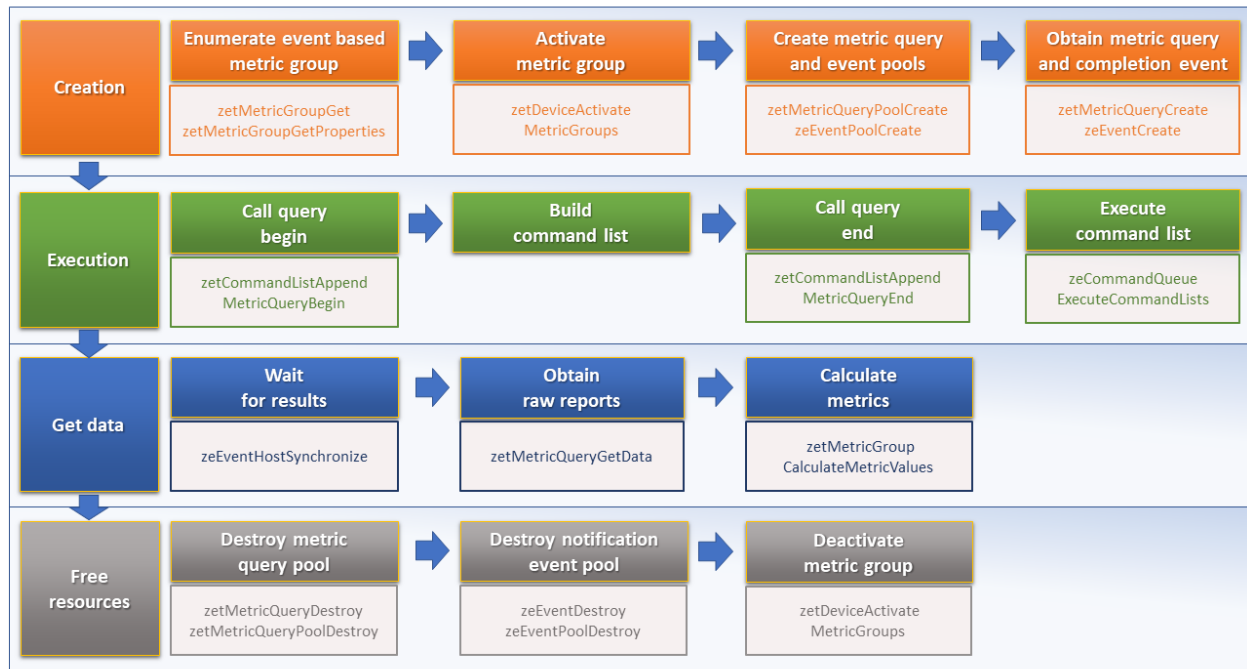 Creation
Enumerate event based
metric group
zetMetricGroupGet
zetMetricGroupGetProperties
Activate
metric group
zetDeviceActivate
MetricGroups
Create metric query
and event pools
zetMetricQueryPoolCreate
zeEventPoolCreate
Obtain metric query
and completion event
zetMetricQueryCreate
zeEventCreate
Execution
Call query
begin
zetCommandListAppend
MetricQueryBegin
Build
command list
Call query
end
zetCommandListAppend
MetricQueryEnd
Execute
command list
zeCommandQueue
ExecuteCommandLists
Get data
Wait
for results
zeEventHostSynchronize
Obtain
raw reports
zetMetricQueryGetData
Calculate
metrics
zetMetricGroup
CalculateMetricValues
Free
resources
Destroy metric
query pool
zetMetricQueryDestroy
zetMetricQueryPoolDestroy
Destroy notification
event pool
zeEventDestroy
zeEventPoolDestroy
Deactivate
metric group
zetDeviceActivate
MetricGroups